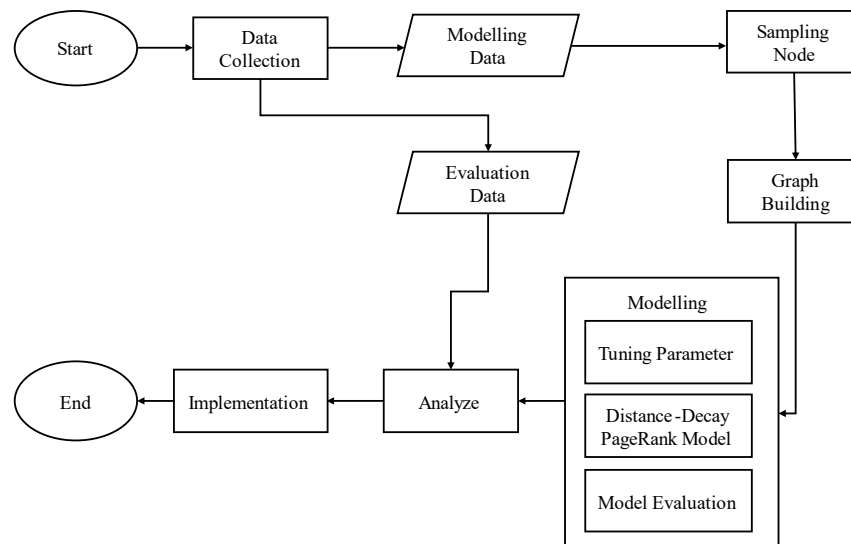 Start
Data
Collection
Modelling
Data
Sampling
Node
Evaluation
Data
Graph
Building
Modelling
Tuning Parameter
Distance-Decay
PageRank Model
Model Evaluation
Analyze
Implementation
End